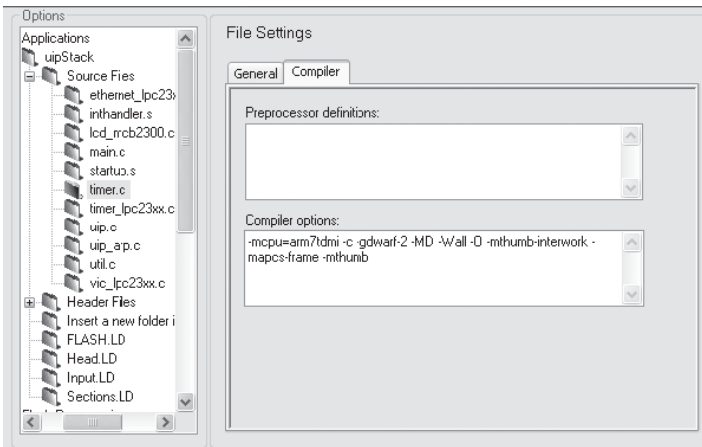 Options
Applications
uipStack
Source Fies
ethernet_lpc23x
inthandler.s
lcd_mcb2300.c
main.c
startup.s
timer.c
timer_lpc23xx.c
uip.c
uip_arp.c
util.c
vic_lpc23xx.c
Header Files
Insert a new folder i
FLASH.LD
Head.LD
Input.LD
Sections.LD
File Settings
General
Compiler
Preprocessor definitions:
Compiler options:
-mcpu=arm7tdmi -c -gdwarf-2 -MD -Wall -O -mthumb-interwork -
mapcs-frame -mthumb